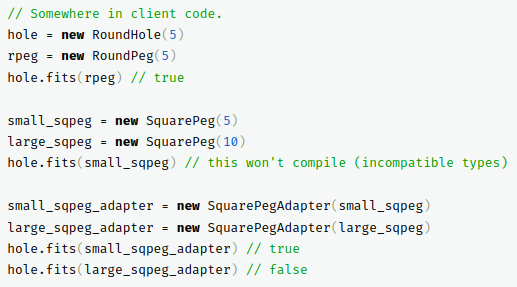 // Somewhere in client code.
hole = new RoundHole(5)
rpeg = new RoundPeg(5)
hole.fits(rpeg) // true
small_sqpeg = new SquarePeg(5)
large_sqpeg = new SquarePeg(10)
hole.fits(small_sqpeg) // this won't compile (incompatible types)
small_sqpeg_adapter = new SquarePegAdapter(small_sqpeg)
large_sqpeg_adapter = new SquarePegAdapter(large_sqpeg)
hole.fits(small_sqpeg_adapter) // true
hole.fits(large_sqpeg_adapter) // false